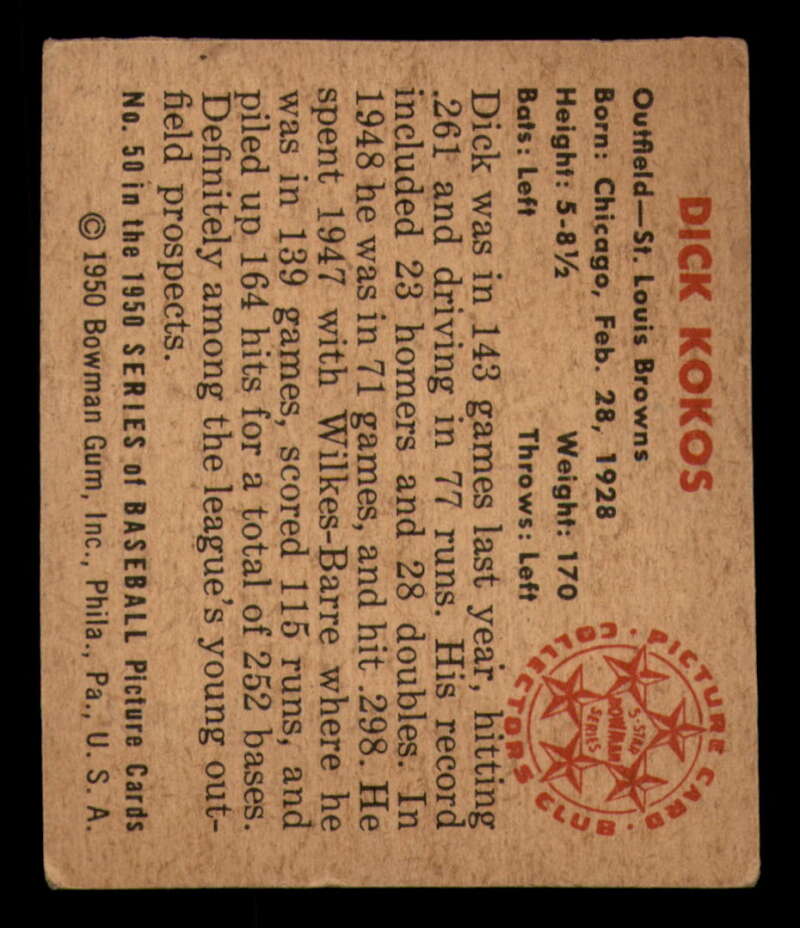 DICK KOKOS
Outfield—St. Louis Browns
Born: Chicago, Feb. 28, 1928
Height: 5-8½ Weight: 170
Bats: Left Throws: Left
PICTURE CARD COLLECTORS CLUB
5-STAR
BOWMAN
SERIES
Dick was in 143 games last year, hitting
.261 and driving in 77 runs. His record
included 23 homers and 28 doubles. In
1948 he was in 71 games, and hit .298. He
spent 1947 with Wilkes-Barre where he
was in 139 games, scored 115 runs, and
piled up 164 hits for a total of 252 bases.
Definitely among the league's young out-
field prospects.
No. 50 in the 1950 SERIES of BASEBALL Picture Cards
© 1950 Bowman Gum, Inc., Phila., Pa., U. S. A.